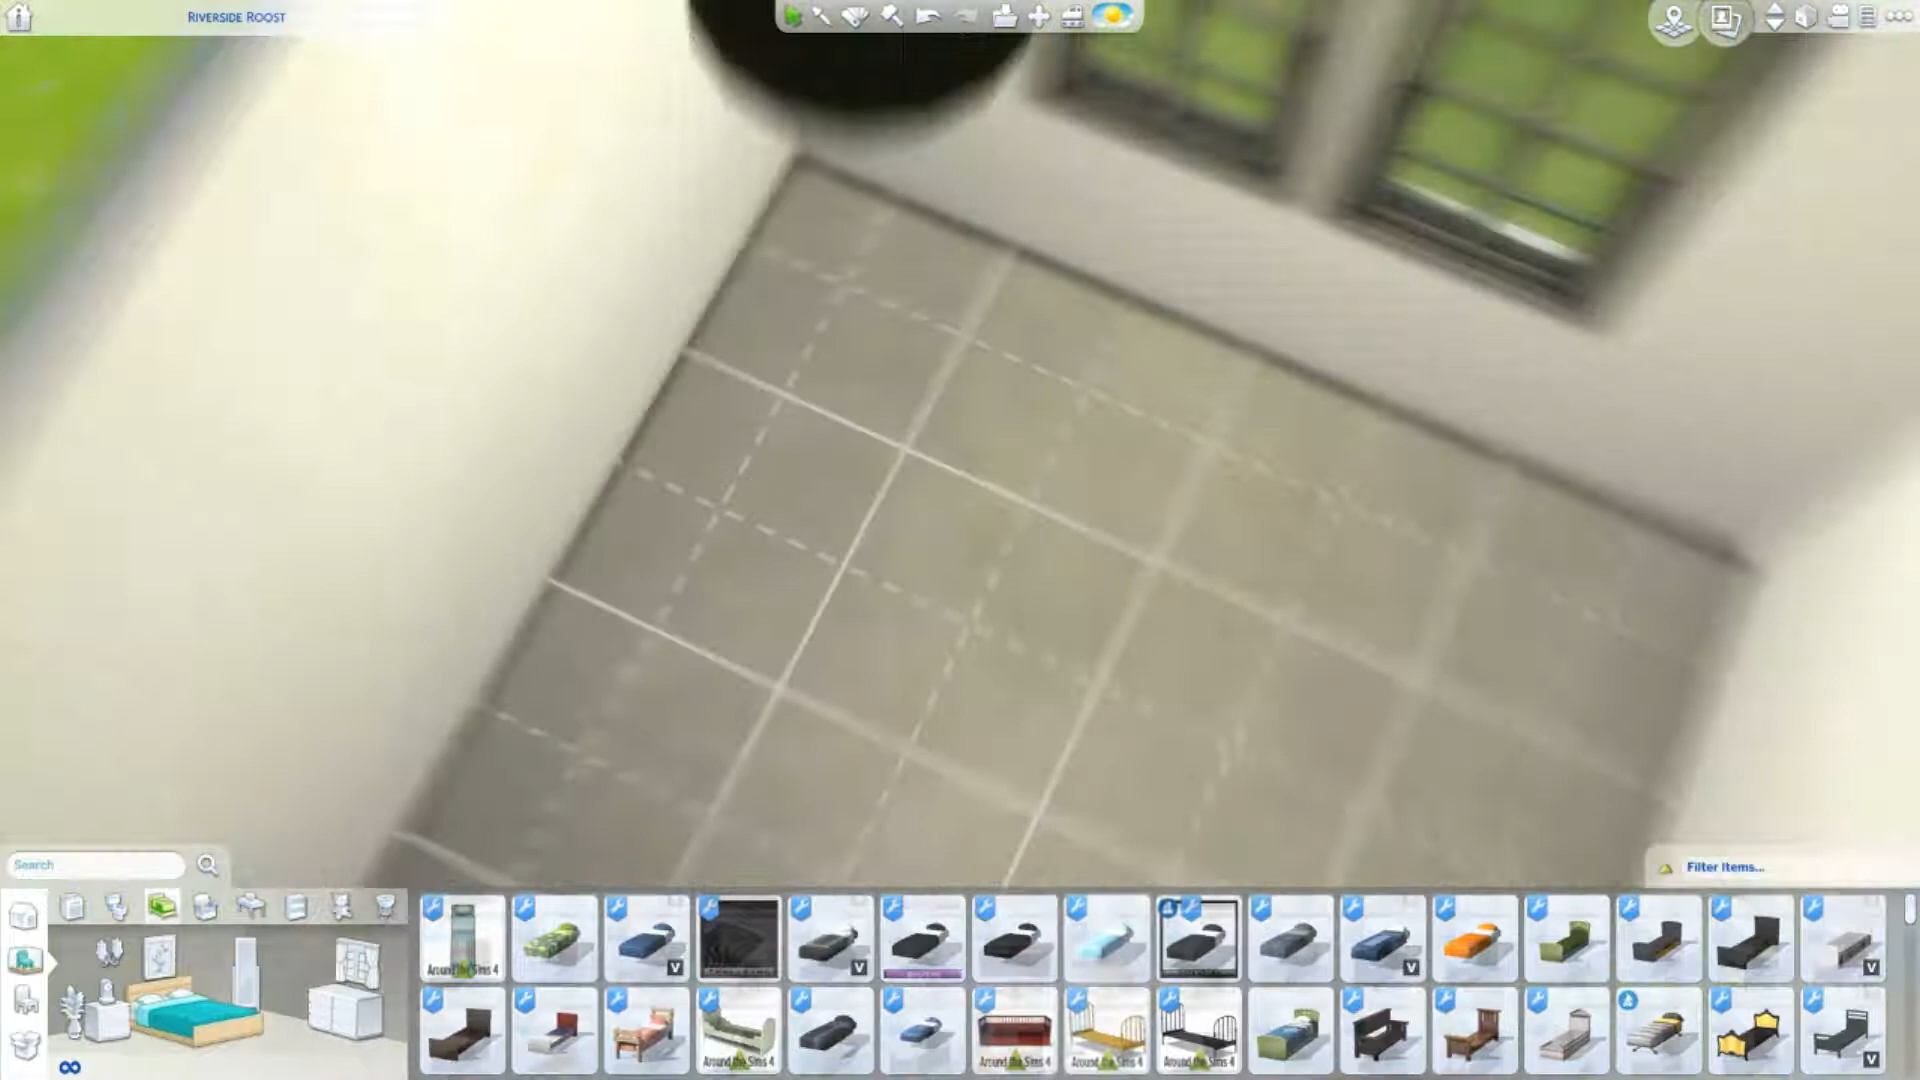 RIVERSIDE ROOST
Search
Filter Items...
Around the Sims 4
V
V
V
V
Around the Sims 4
Around the Sims 4
Around the Sims 4
Around the Sims 4
V